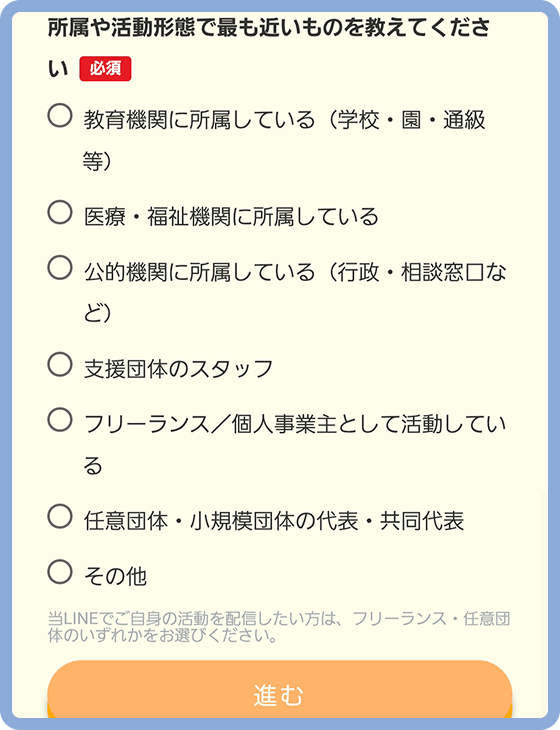 所属や活動形態で最も近いものを教えてくださ
い 必須
教育機関に所属している（学校・園・通級
等）
医療・福祉機関に所属している
公的機関に所属している（行政・相談窓口な
ど）
支援団体のスタッフ
フリーランス／個人事業主として活動してい
る
任意団体・小規模団体の代表・共同代表
その他
当LINEでご自身の活動を配信したい方は、フリーランス・任意団
体のいずれかをお選びください。
進む